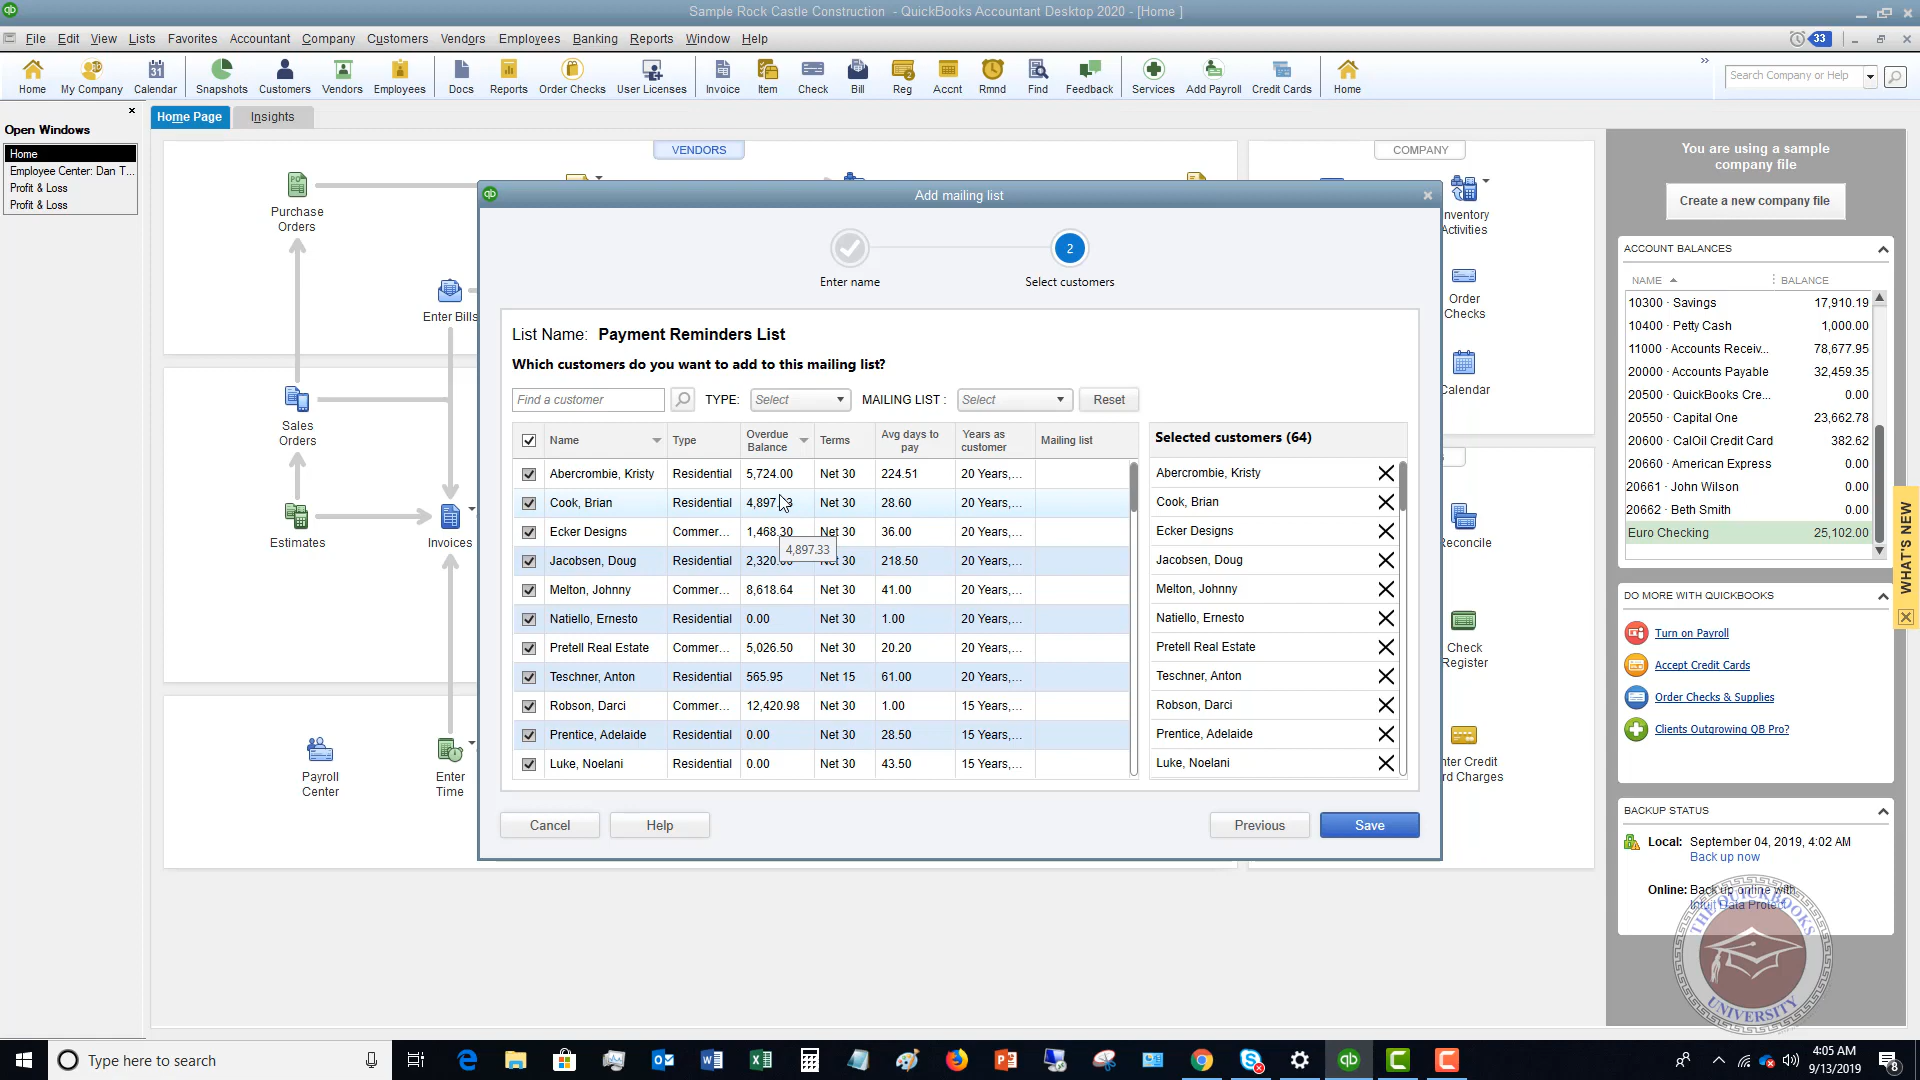 Sample Rock Castle Construction - QuickBooks Accountant Desktop 2020 - [Home ]
File Edit View Lists Favorites Accountant Company Customers Vendors Employees Banking Reports Window Help
33
Home My Company Calendar Snapshots Customers Vendors Employees Docs Reports Order Checks User Licenses Invoice Item Check Bill Reg Accnt Rmnd Find Feedback Services Add Payroll Credit Cards Home
Search Company or Help
Open Windows
Home
Employee Center: Dan T...
Profit & Loss
Profit & Loss
Home Page Insights
VENDORS
COMPANY
Purchase
Orders
Enter Bills
Sales
Orders
Estimates
Invoices
Payroll
Center
Enter
Time
Add mailing list
2
Enter name Select customers
List Name: Payment Reminders List
Which customers do you want to add to this mailing list?
Find a customer TYPE: Select MAILING LIST : Select Reset
Name Type Overdue Balance Terms Avg days to pay Years as customer Mailing list
Abercrombie, Kristy Residential 5,724.00 Net 30 224.51 20 Years,...
Cook, Brian Residential 4,897. 3 Net 30 28.60 20 Years,...
Ecker Designs Commer... 1,468.30 Net 30 36.00 20 Years,...
4,897.33
Jacobsen, Doug Residential 2,320. Net 30 218.50 20 Years,...
Melton, Johnny Commer... 8,618.64 Net 30 41.00 20 Years,...
Natiello, Ernesto Residential 0.00 Net 30 1.00 20 Years,...
Pretell Real Estate Commer... 5,026.50 Net 30 20.20 20 Years,...
Teschner, Anton Residential 565.95 Net 15 61.00 20 Years,...
Robson, Darci Commer... 12,420.98 Net 30 1.00 15 Years,...
Prentice, Adelaide Residential 0.00 Net 30 28.50 15 Years,...
Luke, Noelani Residential 0.00 Net 30 43.50 15 Years,...
Selected customers (64)
Abercrombie, Kristy
Cook, Brian
Ecker Designs
Jacobsen, Doug
Melton, Johnny
Natiello, Ernesto
Pretell Real Estate
Teschner, Anton
Robson, Darci
Prentice, Adelaide
Luke, Noelani
Cancel Help Previous Save
nventory
Activities
Order
Checks
Calendar
Reconcile
Check
Register
nter Credit
rd Charges
You are using a sample
company file
Create a new company file
ACCOUNT BALANCES
NAME BALANCE
10300 · Savings 17,910.19
10400 · Petty Cash 1,000.00
11000 · Accounts Receiv... 78,677.95
20000 · Accounts Payable 32,459.35
20500 · QuickBooks Cre... 0.00
20550 · Capital One 23,662.78
20600 · CalOil Credit Card 382.62
20660 · American Express 0.00
20661 · John Wilson 0.00
20662 · Beth Smith 0.00
Euro Checking 25,102.00
WHAT'S NEW
DO MORE WITH QUICKBOOKS
Turn on Payroll
Accept Credit Cards
Order Checks & Supplies
Clients Outgrowing QB Pro?
BACKUP STATUS
Local: September 04, 2019, 4:02 AM
Back up now
Online: Back up online with
Intuit Data Protect
THE QUICKBOOKS
UNIVERSITY
Type here to search
4:05 AM
9/13/2019
8